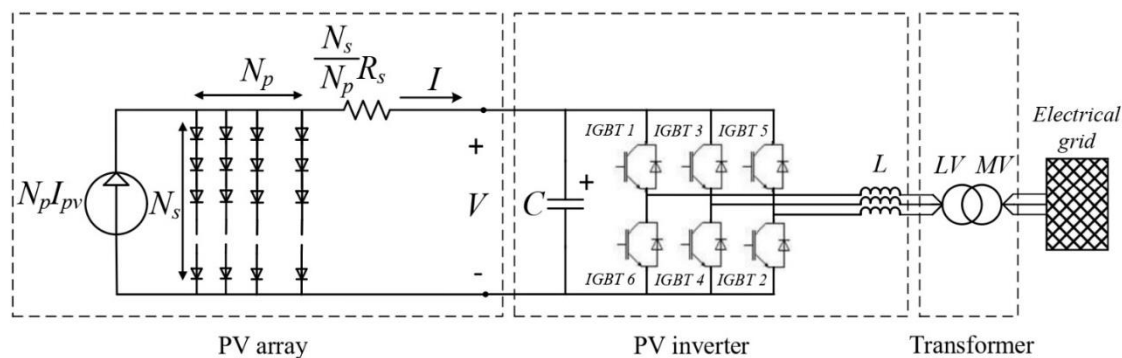 N_s
N_p
N_p
R_s
I
N_pI_pv
N_s
+
V
-
C
+
IGBT 1
IGBT 3
IGBT 5
IGBT 6
IGBT 4
IGBT 2
L
LV
MV
Electrical
grid
PV array
PV inverter
Transformer